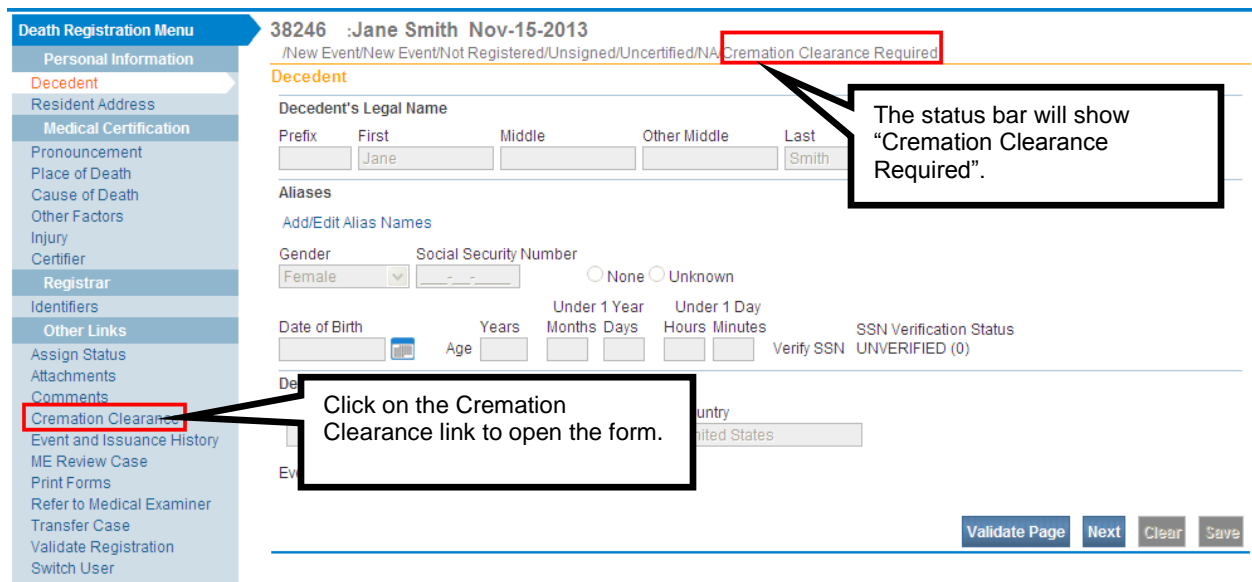 Death Registration Menu
Personal Information
Decedent
Resident Address
Medical Certification
Pronouncement
Place of Death
Cause of Death
Other Factors
Injury
Certifier
Registrar
Identifiers
Other Links
Assign Status
Attachments
Comments
Cremation Clearance
Event and Issuance History
ME Review Case
Print Forms
Refer to Medical Examiner
Transfer Case
Validate Registration
Switch User
38246 :Jane Smith Nov-15-2013
/New Event/New Event/Not Registered/Unsigned/Uncertified/NA/Cremation Clearance Required
Decedent
Decedent's Legal Name
Prefix First Middle Other Middle Last
Jane Smith
The status bar will show
“Cremation Clearance
Required”.
Aliases
Add/Edit Alias Names
Gender Social Security Number
Female __-__-____ None Unknown
Under 1 Year Under 1 Day
Date of Birth Years Months Days Hours Minutes SSN Verification Status
Age Verify SSN UNVERIFIED (0)
Click on the Cremation
Clearance link to open the form.
United States
Validate Page Next Clear Save